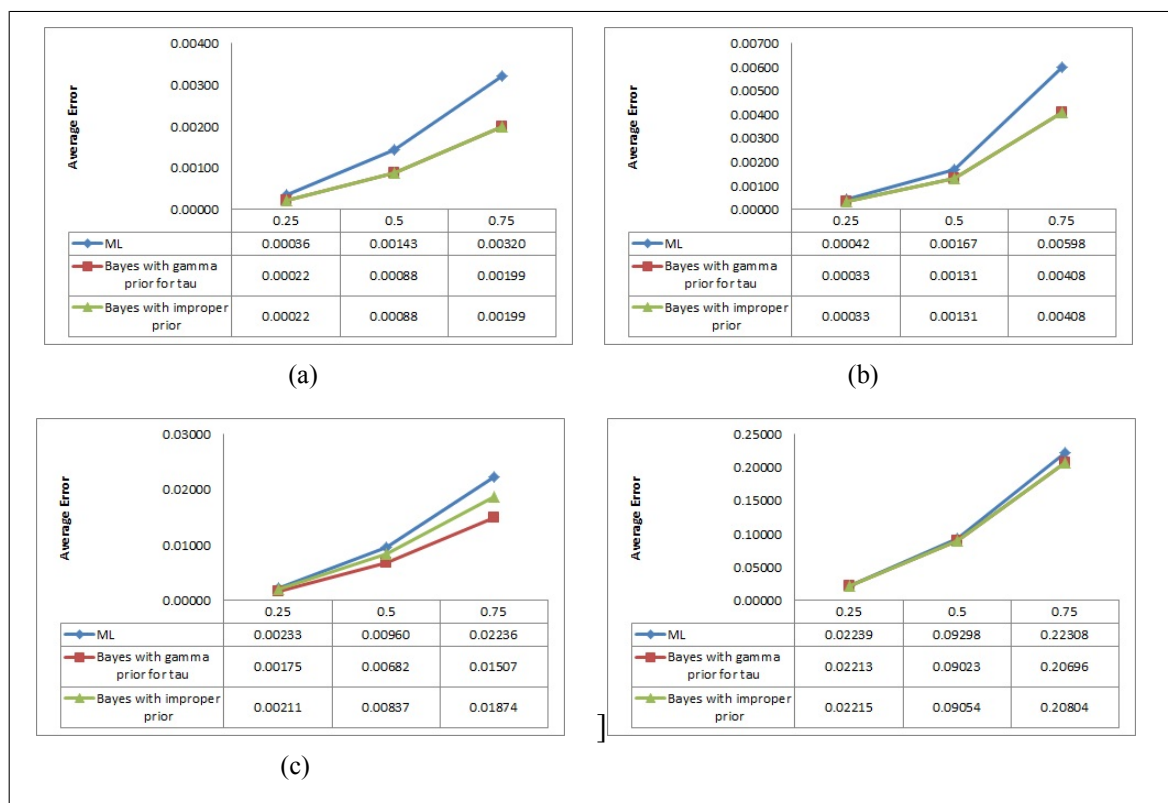 Average Error
0.00400
0.00300
0.00200
0.00100
0.00000
0.25 0.5 0.75
ML 0.00036 0.00143 0.00320
Bayes with gamma
prior for tau 0.00022 0.00088 0.00199
Bayes with improper
prior 0.00022 0.00088 0.00199
(a)
Average Error
0.00700
0.00600
0.00500
0.00400
0.00300
0.00200
0.00100
0.00000
0.25 0.5 0.75
ML 0.00042 0.00167 0.00598
Bayes with gamma
prior for tau 0.00033 0.00131 0.00408
Bayes with improper
prior 0.00033 0.00131 0.00408
(b)
Average Error
0.03000
0.02000
0.01000
0.00000
0.25 0.5 0.75
ML 0.00233 0.00960 0.02236
Bayes with gamma
prior for tau 0.00175 0.00682 0.01507
Bayes with improper
prior 0.00211 0.00837 0.01874
(c)
]
Average Error
0.25000
0.20000
0.15000
0.10000
0.05000
0.00000
0.25 0.5 0.75
ML 0.02239 0.09298 0.22308
Bayes with gamma
prior for tau 0.02213 0.09023 0.20696
Bayes with improper
prior 0.02215 0.09054 0.20804